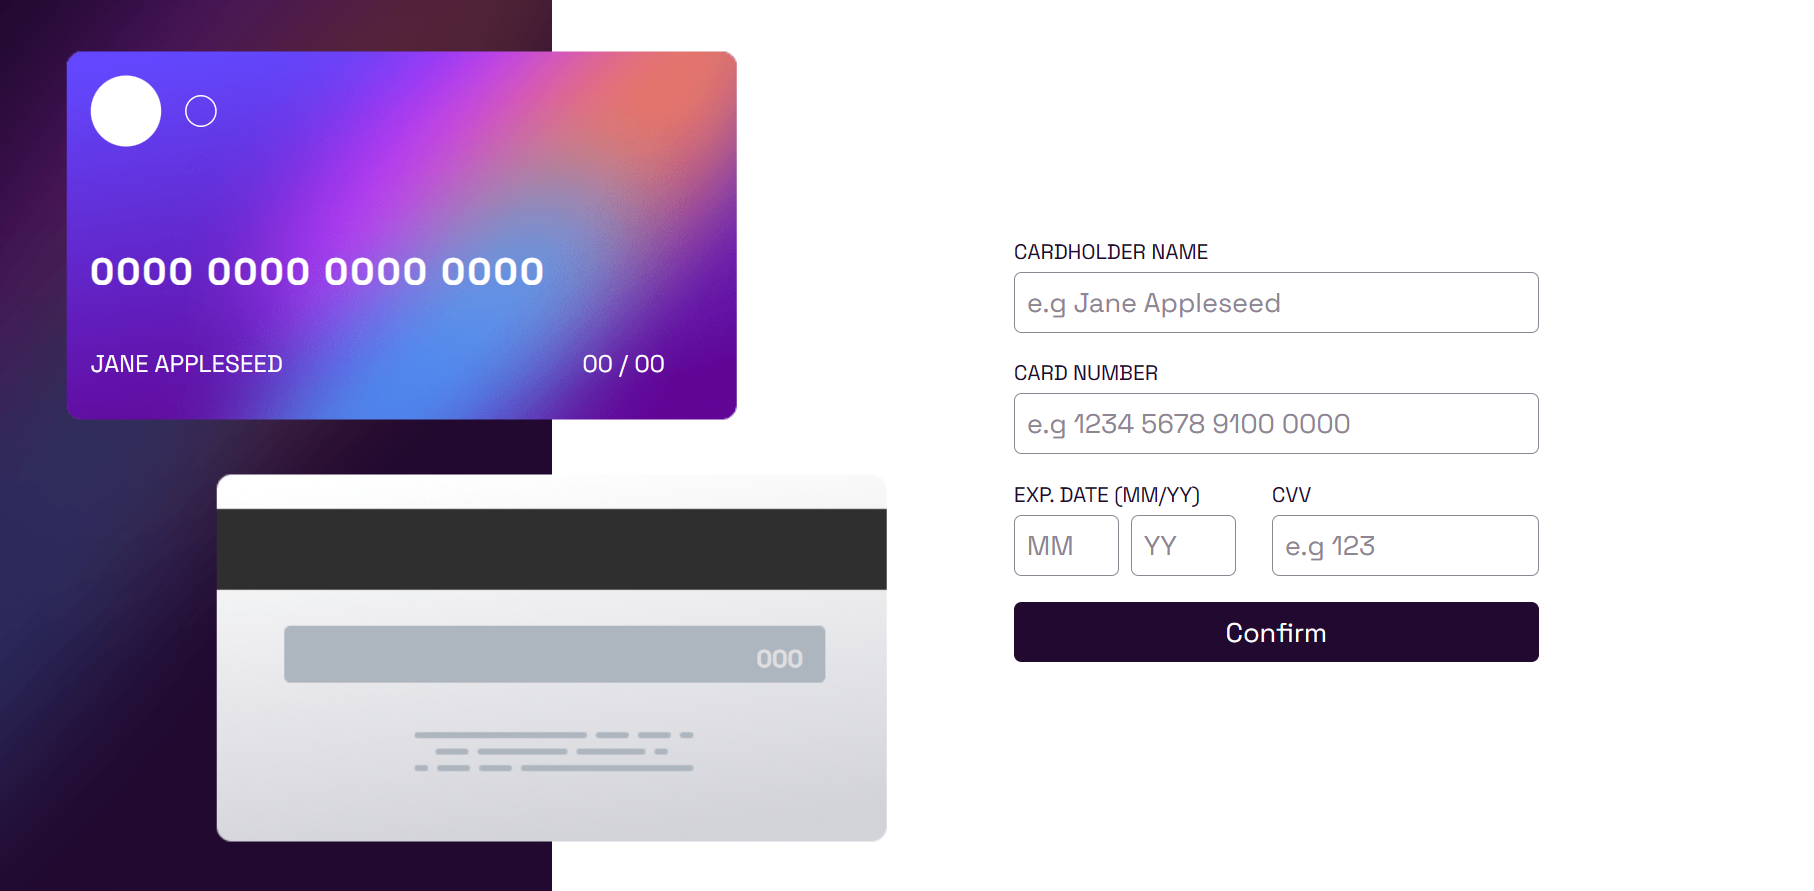 0000 0000 0000 0000
JANE APPLESEED
00 / 00
000
CARDHOLDER NAME
e.g Jane Appleseed
CARD NUMBER
e.g 1234 5678 9100 0000
EXP. DATE (MM/YY)
CVV
MM
YY
e.g 123
Confirm